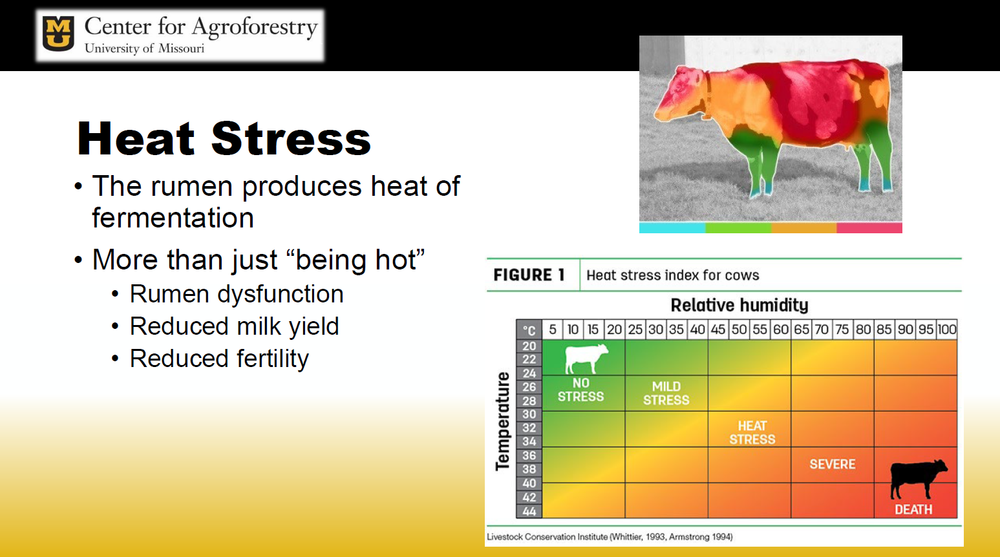 MU
Center for Agroforestry
University of Missouri
Heat Stress
• The rumen produces heat of
fermentation
• More than just “being hot”
• Rumen dysfunction
• Reduced milk yield
• Reduced fertility
FIGURE 1 Heat stress index for cows
Relative humidity
°C 5 10 15 20 25 30 35 40 45 50 55 60 65 70 75 80 85 90 95 100
Temperature
20
22
24
26
28
30
32
34
36
38
40
42
44
NO
STRESS
MILD
STRESS
HEAT
STRESS
SEVERE
DEATH
Livestock Conservation Institute (Whittier, 1993, Armstrong 1994)